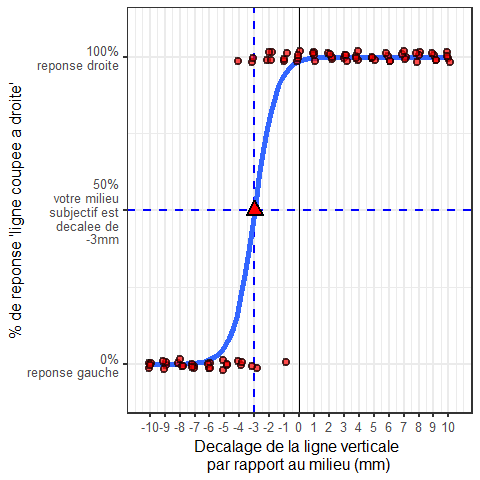 100%
reponse droite
50%
votre milieu
subjectif est
decalee de
-3mm
0%
reponse gauche
% de reponse 'ligne coupee a droite'
-10 -9 -8 -7 -6 -5 -4 -3 -2 -1 0 1 2 3 4 5 6 7 8 9 10
Decalage de la ligne verticale
par rapport au milieu (mm)